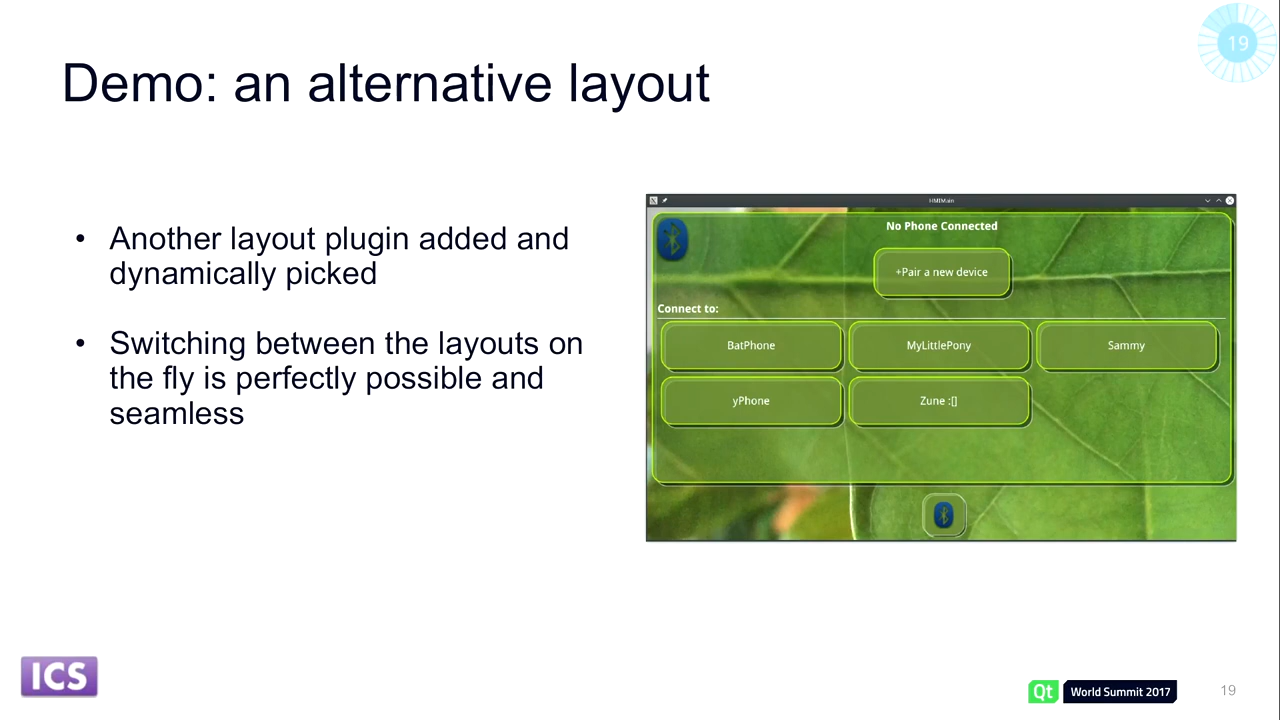 19
Demo: an alternative layout
• Another layout plugin added and
dynamically picked
• Switching between the layouts on
the fly is perfectly possible and
seamless
HMIMain
No Phone Connected
+Pair a new device
Connect to:
BatPhone
MyLittlePony
Sammy
yPhone
Zune :[]
ICS
Qt World Summit 2017
19